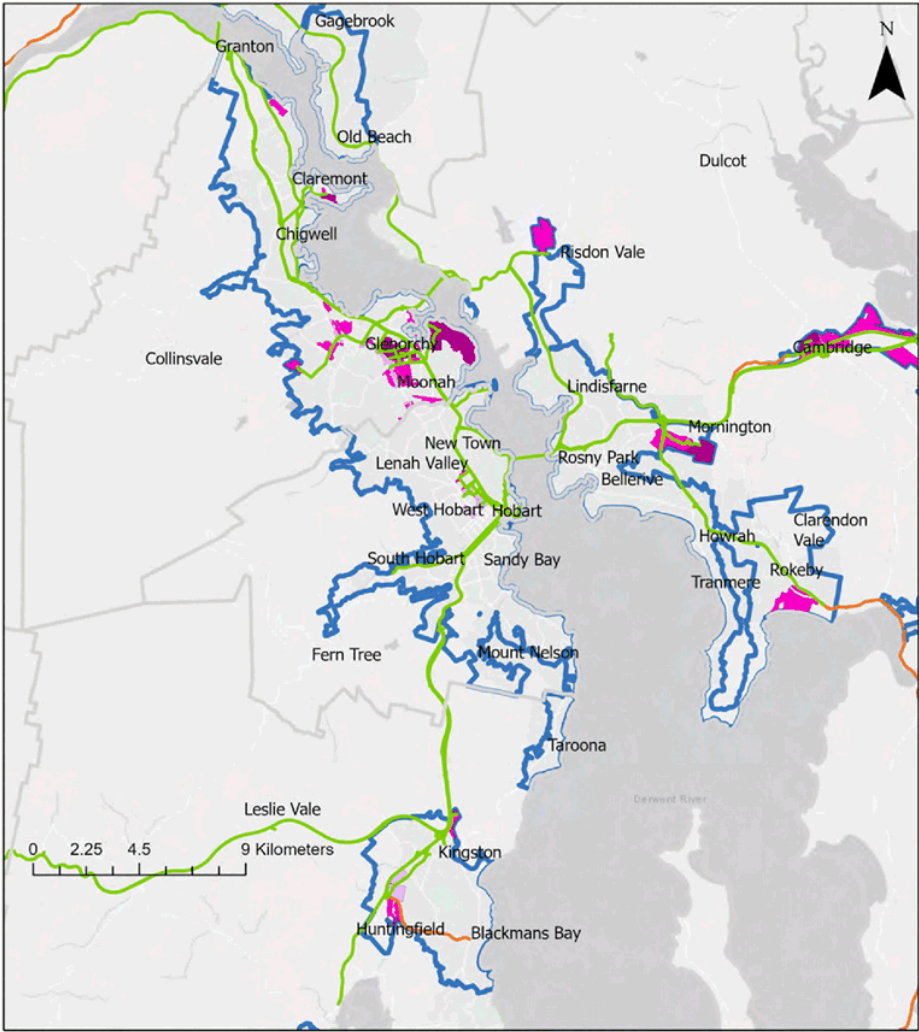 Gagebrook
N
Granton
Old Beach
Dulcot
Claremont
Chigwell
Risdon Vale
Glenorchy
Cambridge
Collinsvale
Moonah
Lindisfarne
Mornington
New Town
Rosny Park
Lenah Valley
Bellerive
West Hobart
Hobart
Clarendon
Vale
Howrah
South Hobart
Sandy Bay
Rokeby
Tranmere
Fern Tree
Mount Nelson
Taroona
Derwent River
Leslie Vale
0 2.25 4.5 9 Kilometers
Kingston
Huntingfield
Blackmans Bay